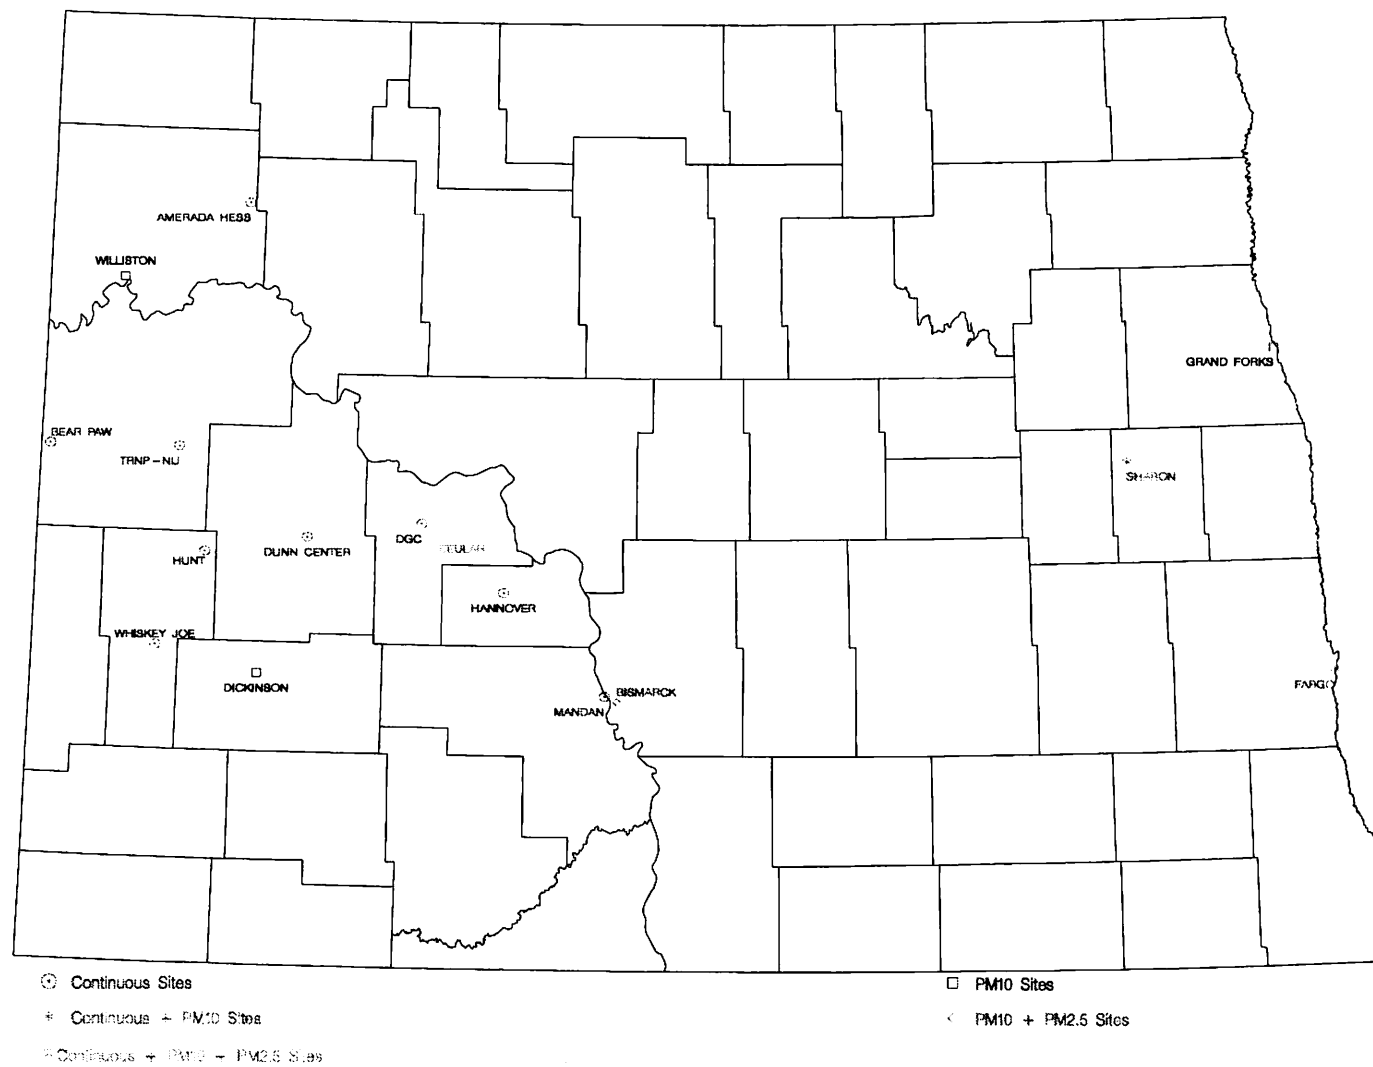 AMERADA HESS
WILLISTON
GRAND FORKS
BEAR PAW
TRNP-NU
SHARON
DGC
DUNN CENTER
HUNT
HANNOVER
WHISKEY JOE
DICKINSON
BISMARCK
MANDAN
FARGO
Continuous Sites
PM10 Sites
Continuous + PM10 Sites
PM10 + PM2.5 Sites
Continuous + PM10 + PM2.5 Sites